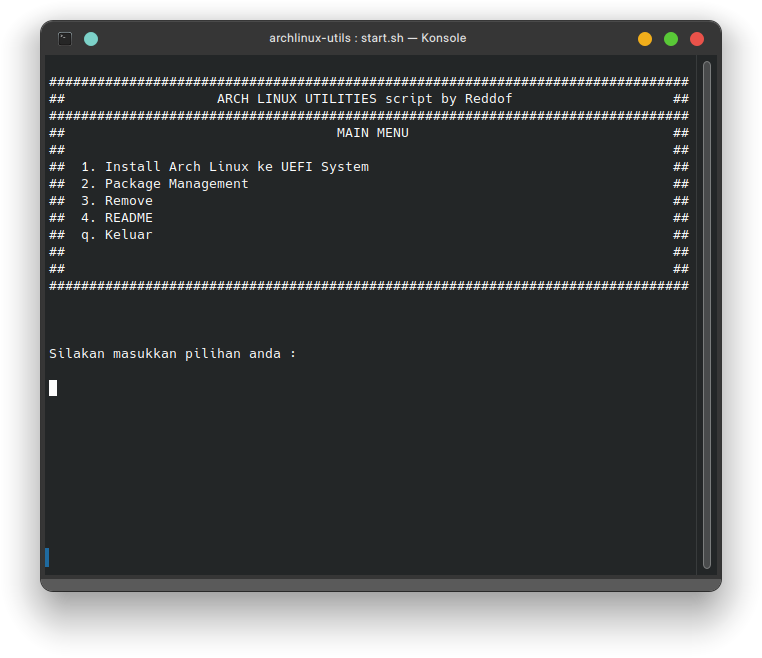 archlinux-utils : start.sh — Konsole
################################################################################
##                   ARCH LINUX UTILITIES script by Reddof                    ##
################################################################################
##                                  MAIN MENU                                 ##
##                                                                            ##
##  1. Install Arch Linux ke UEFI System                                      ##
##  2. Package Management                                                     ##
##  3. Remove                                                                 ##
##  4. README                                                                 ##
##  q. Keluar                                                                 ##
##                                                                            ##
##                                                                            ##
################################################################################
Silakan masukkan pilihan anda :